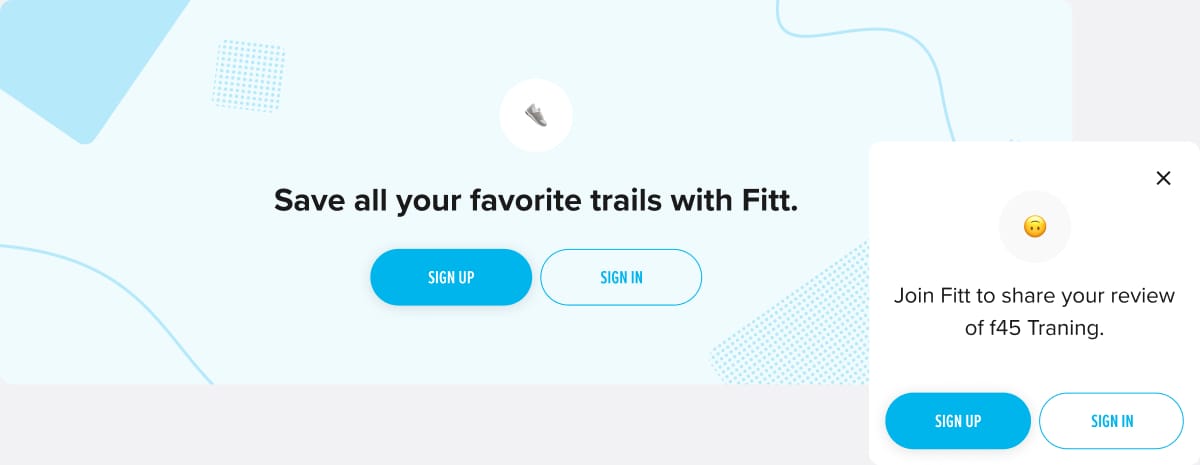 Save all your favorite trails with Fitt.
SIGN UP
SIGN IN
Join Fitt to share your review
of f45 Traning.
SIGN UP
SIGN IN